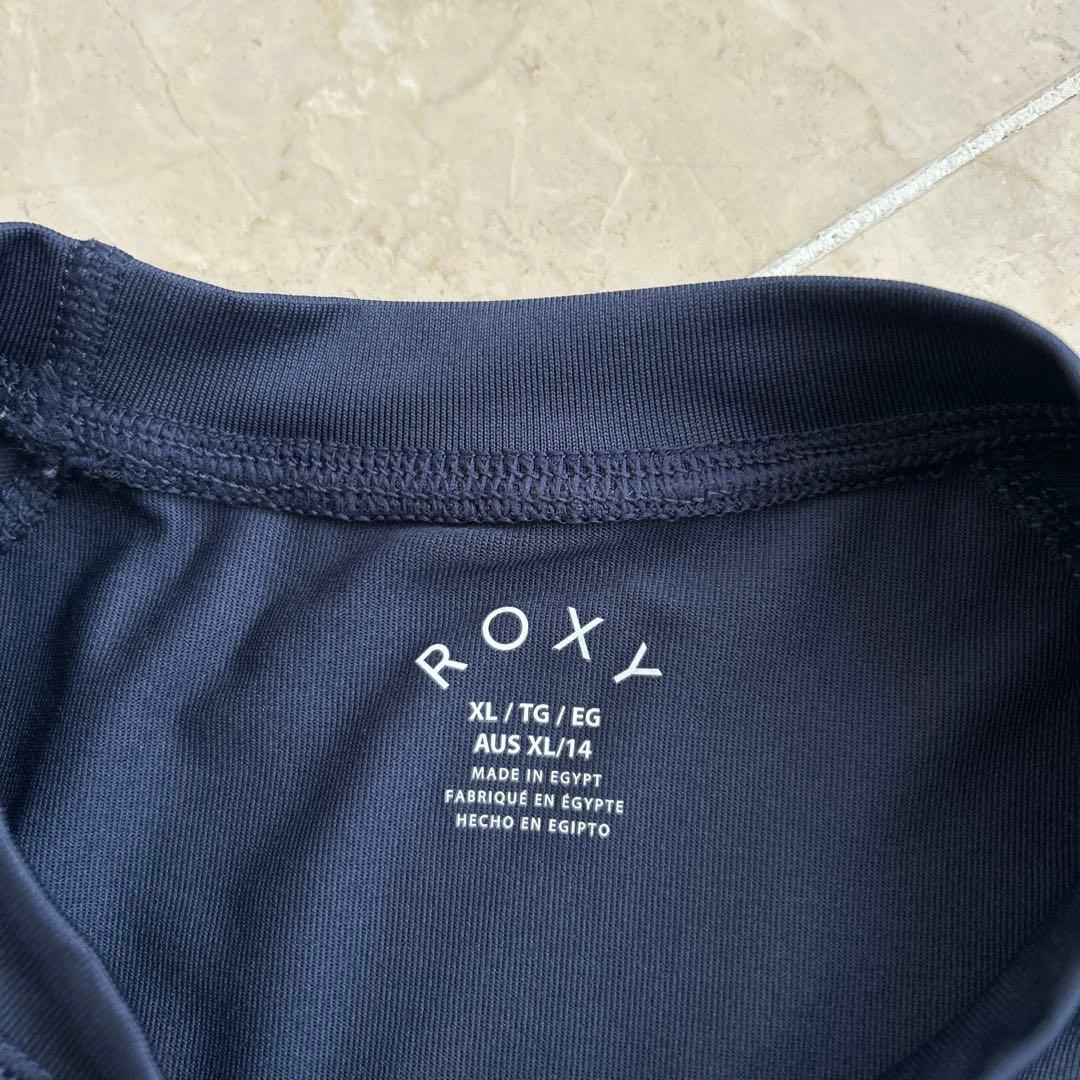 ROXY
XL / TG / EG
AUS XL/14
MADE IN EGYPT
FABRIQUÉ EN ÉGYPTE
HECHO EN EGIPTO